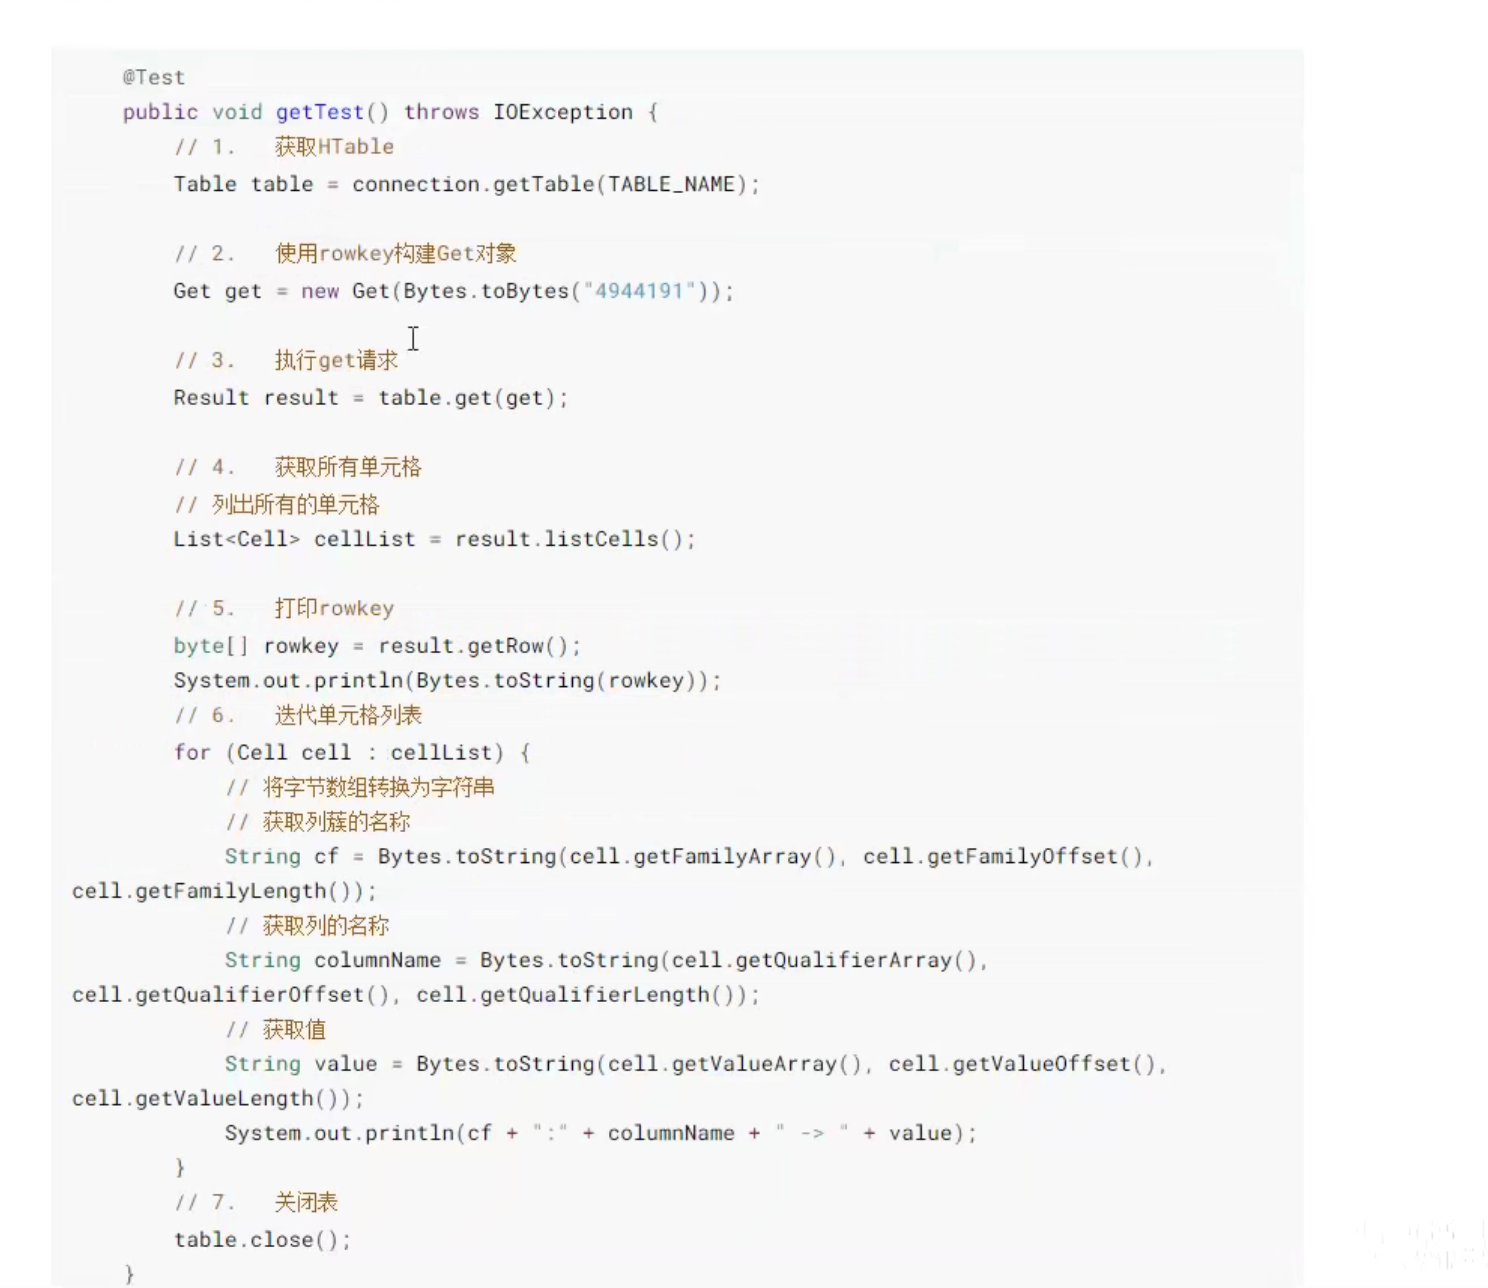 @Test
public void getTest() throws IOException {
// 1. 获取HTable
Table table = connection.getTable(TABLE_NAME);
// 2. 使用rowkey构建Get对象
Get get = new Get(Bytes.toBytes("4944191"));
// 3. 执行get请求
Result result = table.get(get);
// 4. 获取所有单元格
// 列出所有的单元格
List<Cell> cellList = result.listCells();
// 5. 打印rowkey
byte[] rowkey = result.getRow();
System.out.println(Bytes.toString(rowkey));
// 6. 迭代单元格列表
for (Cell cell : cellList) {
// 将字节数组转换为字符串
// 获取列簇的名称
String cf = Bytes.toString(cell.getFamilyArray(), cell.getFamilyOffset(),
cell.getFamilyLength());
// 获取列的名称
String columnName = Bytes.toString(cell.getQualifierArray(),
cell.getQualifierOffset(), cell.getQualifierLength());
// 获取值
String value = Bytes.toString(cell.getValueArray(), cell.getValueOffset(),
cell.getValueLength());
System.out.println(cf + ":" + columnName + " -> " + value);
}
// 7. 关闭表
table.close();
}